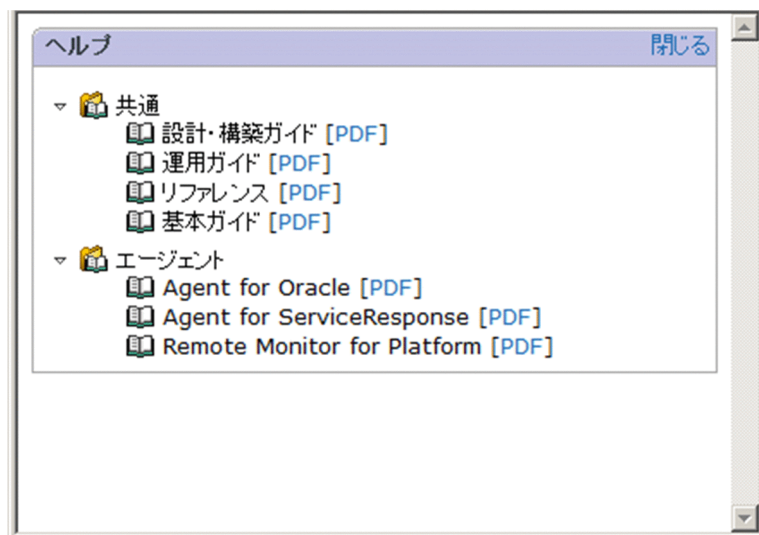 ヘルプ 閉じる
共通
設計・構築ガイド [PDF]
運用ガイド [PDF]
リファレンス [PDF]
基本ガイド [PDF]
エージェント
Agent for Oracle [PDF]
Agent for ServiceResponse [PDF]
Remote Monitor for Platform [PDF]